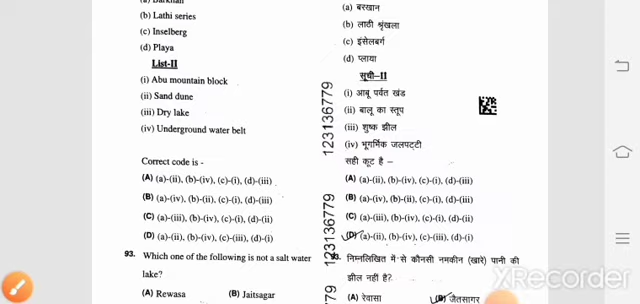 (a) Barkhan
(b) Lathi series
(c) Inselberg
(d) Playa
List-II
(i) Abu mountain block
(ii) Sand dune
(iii) Dry lake
(iv) Underground water belt
Correct code is -
(A) (a)-(ii), (b)-(iv), (c)-(i), (d)-(iii)
(B) (a)-(iv), (b)-(ii), (c)-(i), (d)-(iii)
(C) (a)-(iii), (b)-(iv), (c)-(i), (d)-(ii)
(D) (a)-(ii), (b)-(iv), (c)-(iii), (d)-(i)
93. Which one of the following is not a salt water
lake?
(A) Rewasa (B) Jaitsagar
(a) बरखान
(b) लाठी श्रृंखला
(c) इंसेलबर्ग
(d) प्लाया
सूची–II
(i) आबू पर्वत खंड
(ii) बालू का स्तूप
(iii) शुष्क झील
(iv) भूगर्भिक जलपट्टी
सही कूट है –
(A) (a)-(ii), (b)-(iv), (c)-(i), (d)-(iii)
(B) (a)-(iv), (b)-(ii), (c)-(i), (d)-(iii)
(C) (a)-(iii), (b)-(iv), (c)-(i), (d)-(ii)
(D) (a)-(ii), (b)-(iv), (c)-(iii), (d)-(i)
93. निम्नलिखित में से कौनसी नमकीन (खारे) पानी की
झील नहीं है?
(A) रेवासा (B) जैतसागर
123136779
123136779
779
XRECORDER